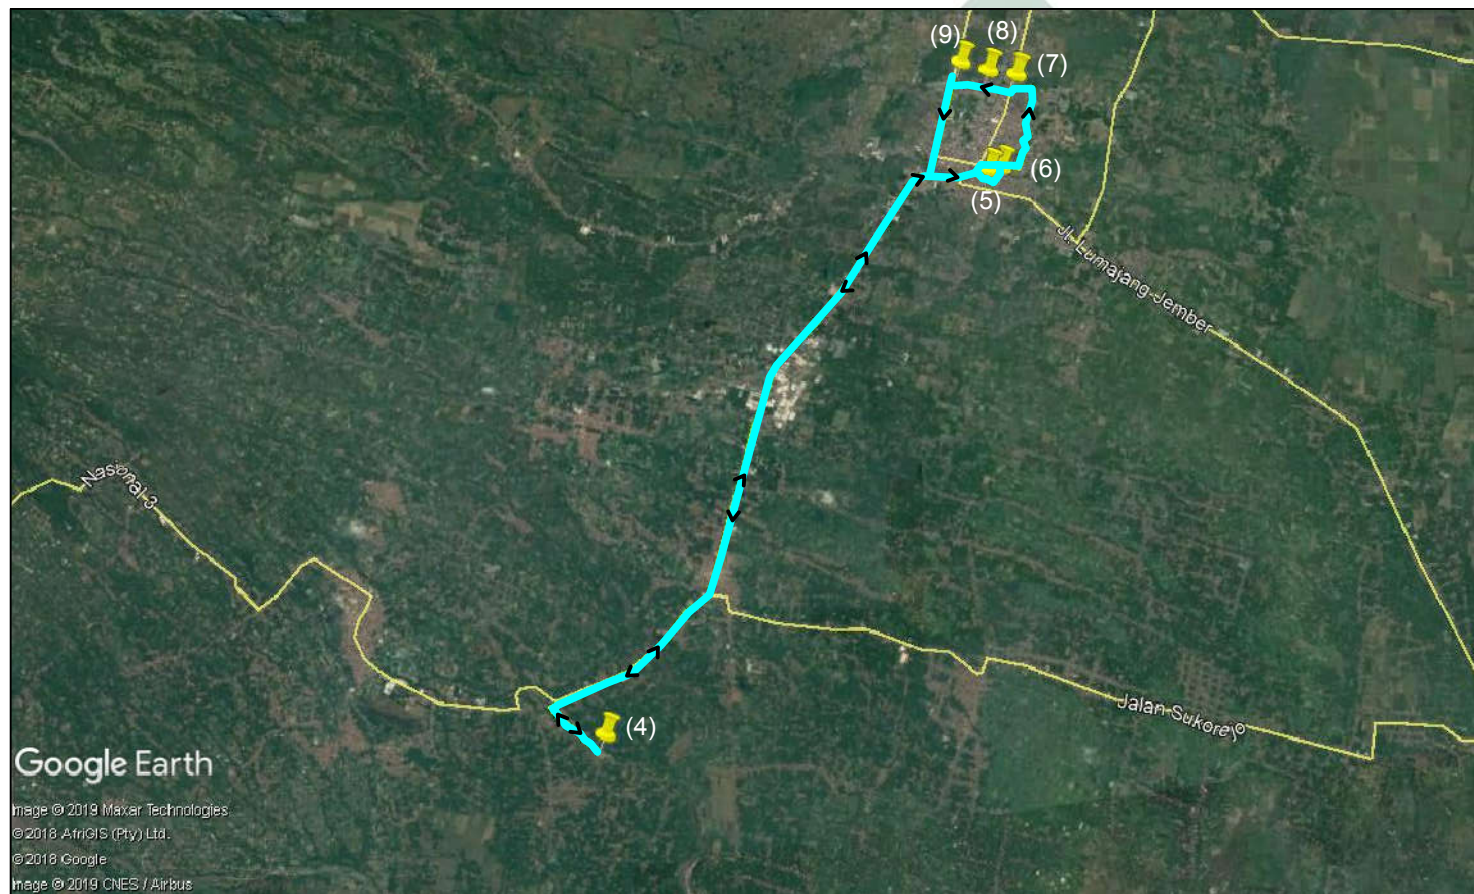 (8)
(9)
(7)
(6)
(5)
Jl. Lumajang Jember
Nasional 3
Jalan Sukorejo
(4)
Google Earth
Image © 2019 Maxar Technologies
© 2018 AfriGIS (Pty) Ltd.
© 2018 Google
Image © 2019 CNES / Airbus